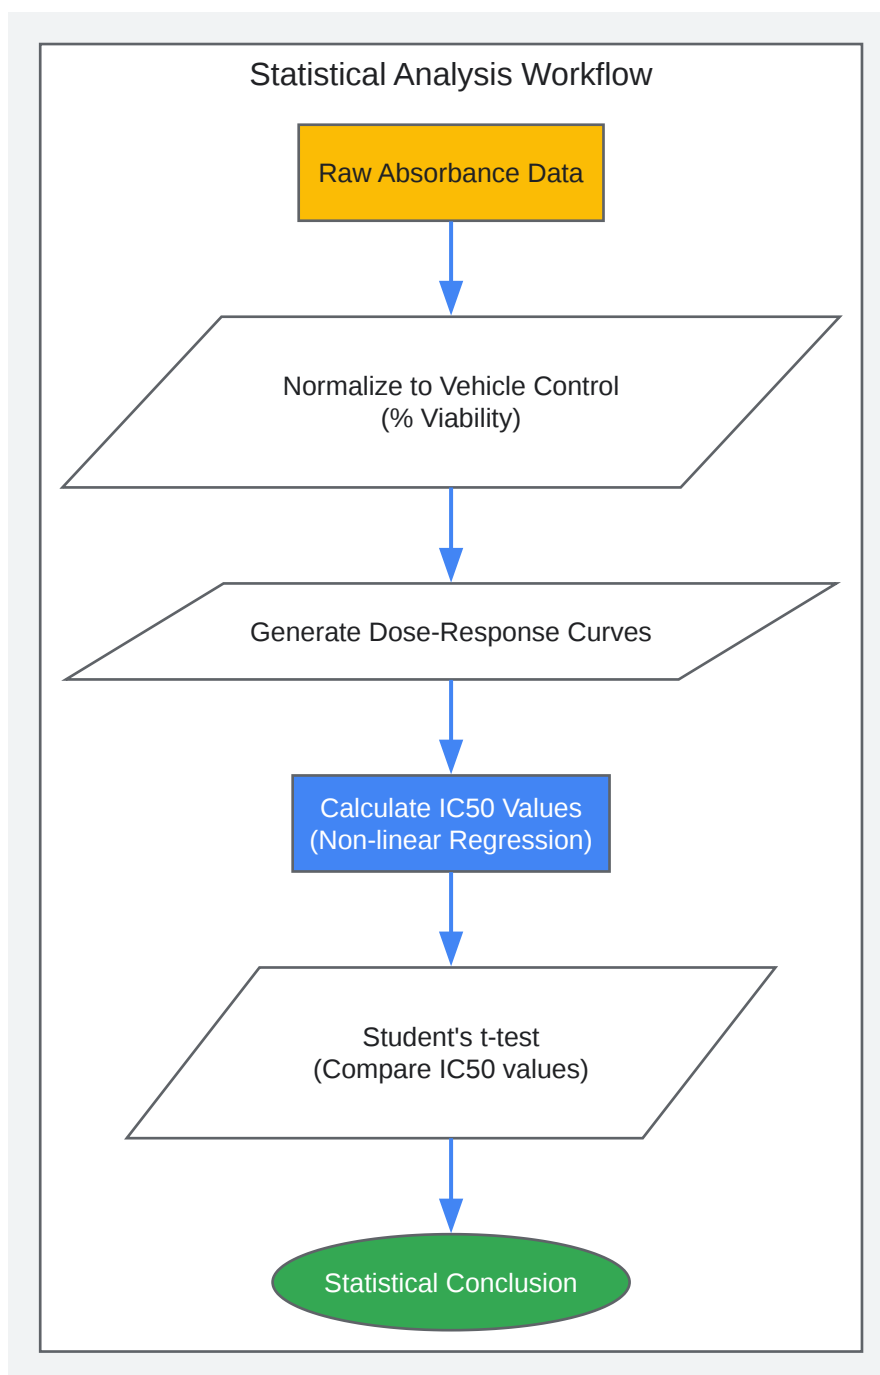 Statistical Analysis Workflow
Raw Absorbance Data
Normalize to Vehicle Control
(% Viability)
Generate Dose-Response Curves
Calculate IC50 Values
(Non-linear Regression)
Student's t-test
(Compare IC50 values)
Statistical Conclusion